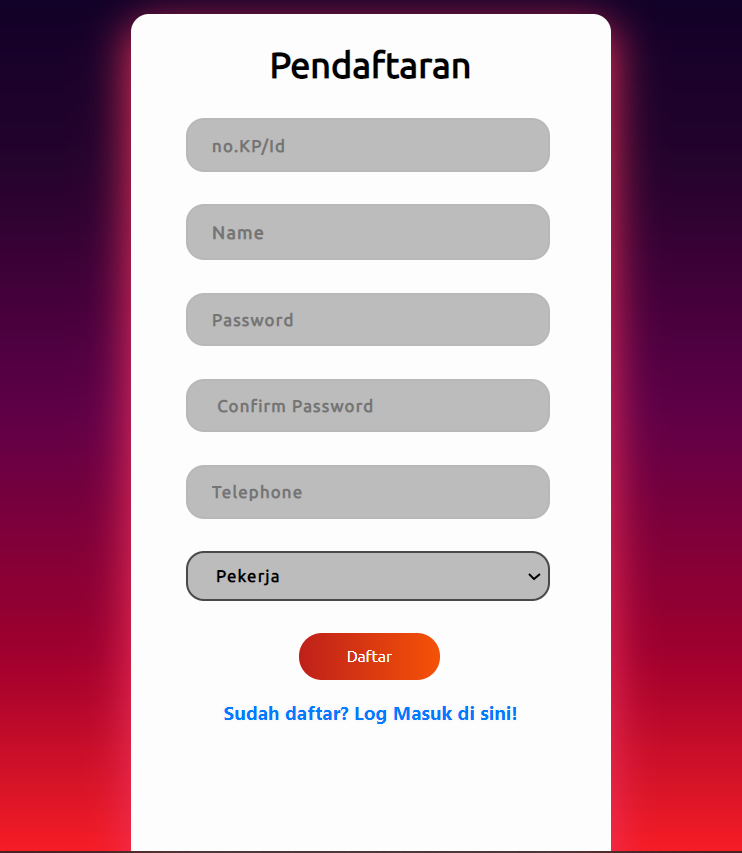 Pendaftaran
no.KP/Id
Name
Password
Confirm Password
Telephone
Pekerja
Daftar
Sudah daftar? Log Masuk di sini!